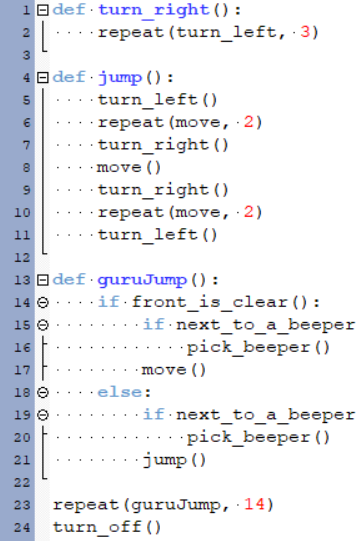 1 def turn_right():
2     repeat(turn_left, 3)
3
4 def jump():
5     turn_left()
6     repeat(move, 2)
7     turn_right()
8     move()
9     turn_right()
10     repeat(move, 2)
11     turn_left()
12
13 def guruJump():
14     if front_is_clear():
15         if next_to_a_beeper
16             pick_beeper()
17         move()
18     else:
19         if next_to_a_beeper
20             pick_beeper()
21         jump()
22
23 repeat(guruJump, 14)
24 turn_off()